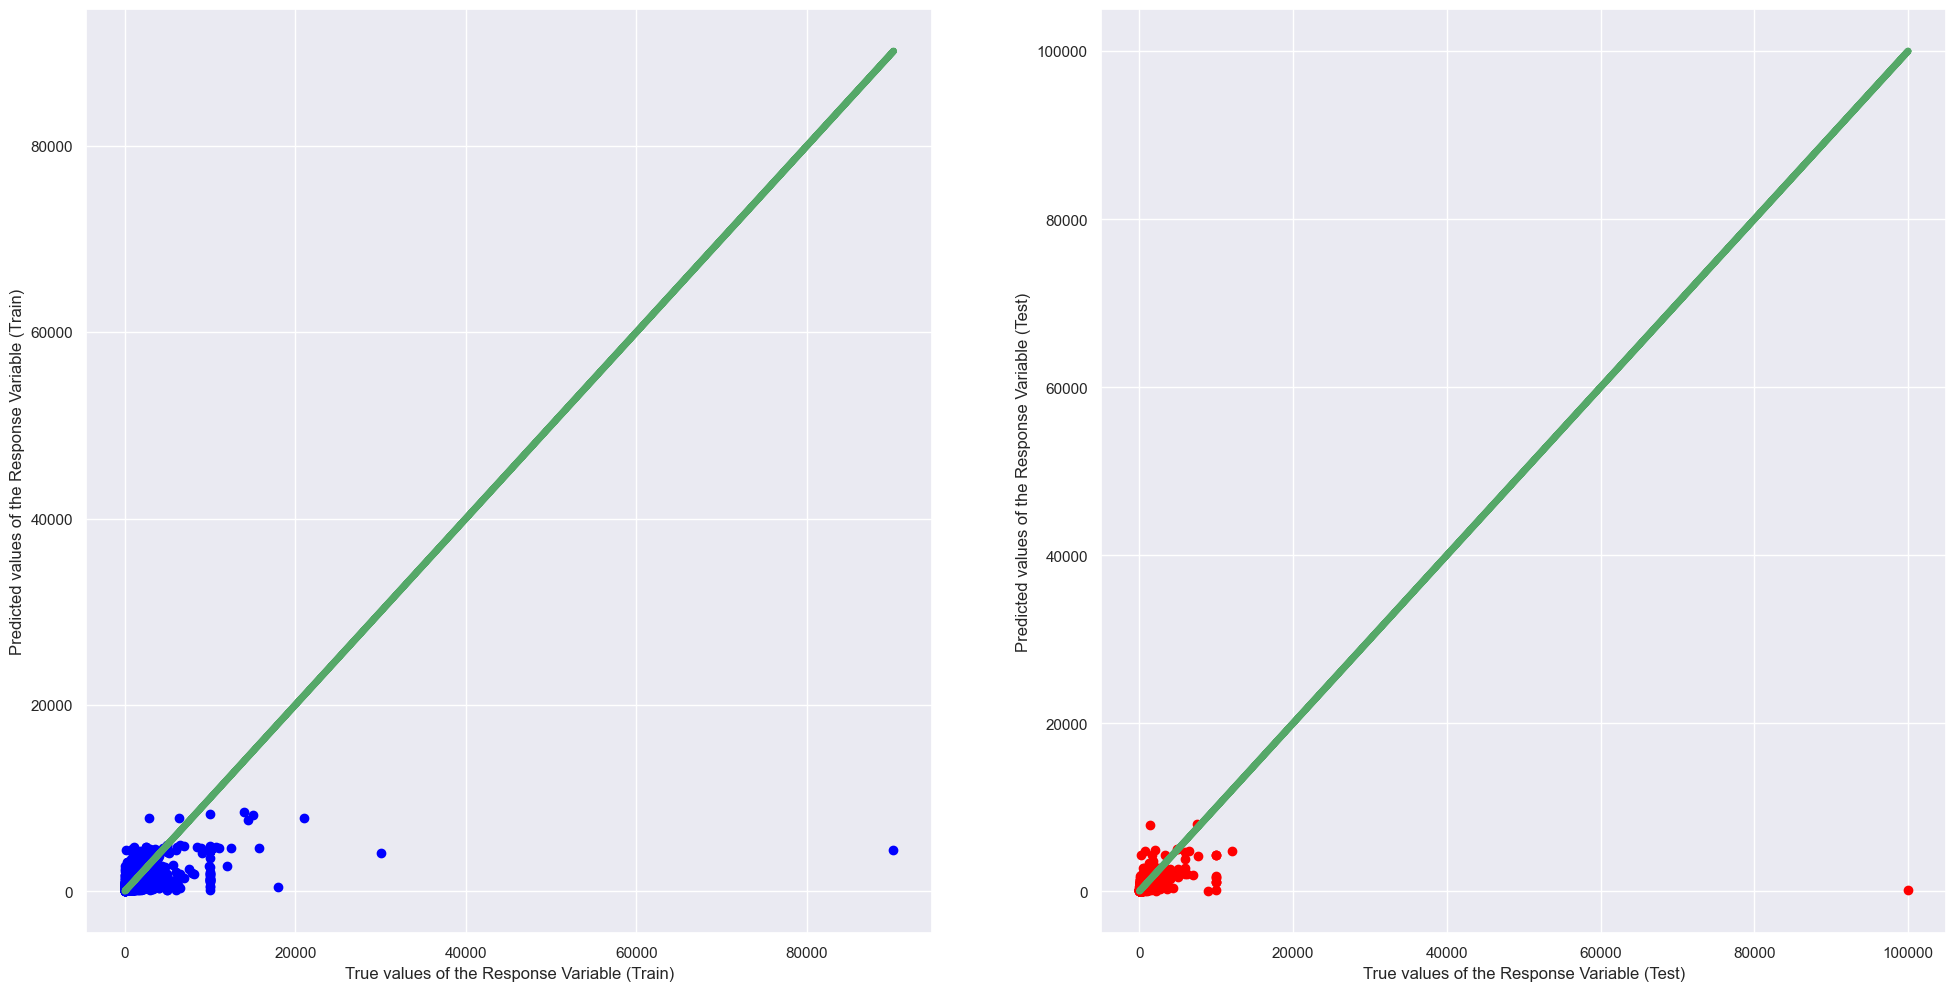 Predicted values of the Response Variable (Train)
80000
60000
40000
20000
0
0 20000 40000 60000 80000
True values of the Response Variable (Train)
Predicted values of the Response Variable (Test)
100000
80000
60000
40000
20000
0
0 20000 40000 60000 80000 100000
True values of the Response Variable (Test)